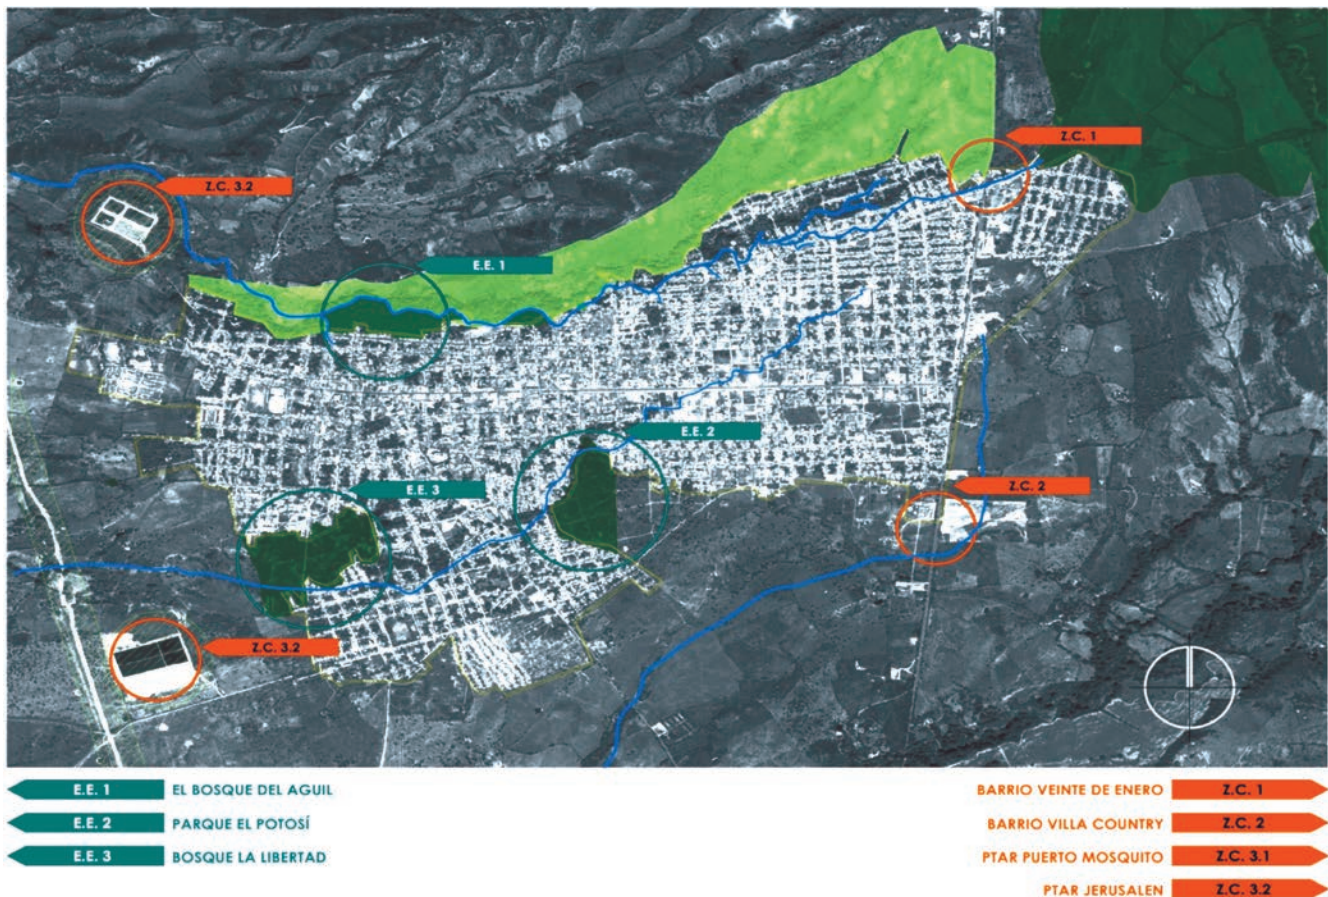 Z.C. 1
Z.C. 3.2
E.E. 1
E.E. 2
E.E. 3
Z.C. 2
Z.C. 3.2
E.E. 1 EL BOSQUE DEL AGUIL
E.E. 2 PARQUE EL POTOSÍ
E.E. 3 BOSQUE LA LIBERTAD
BARRIO VEINTE DE ENERO Z.C. 1
BARRIO VILLA COUNTRY Z.C. 2
PTAR PUERTO MOSQUITO Z.C. 3.1
PTAR JERUSALEN Z.C. 3.2